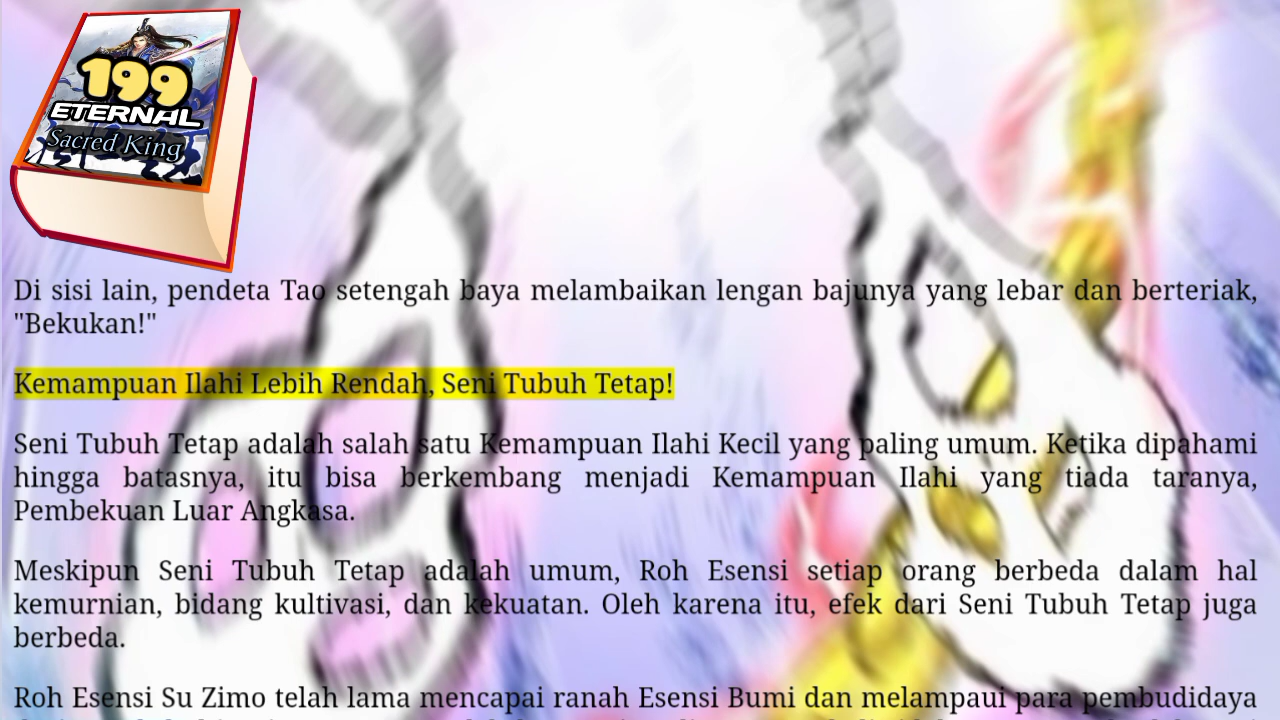 199
ETERNAL
Sacred King
Di sisi lain, pendeta Tao setengah baya melambaikan lengan bajunya yang lebar dan berteriak,
"Bekukan!"
Kemampuan Ilahi Lebih Rendah, Seni Tubuh Tetap!
Seni Tubuh Tetap adalah salah satu Kemampuan Ilahi Kecil yang paling umum. Ketika dipahami
hingga batasnya, itu bisa berkembang menjadi Kemampuan Ilahi yang tiada taranya,
Pembekuan Luar Angkasa.
Meskipun Seni Tubuh Tetap adalah umum, Roh Esensi setiap orang berbeda dalam hal
kemurnian, bidang kultivasi, dan kekuatan. Oleh karena itu, efek dari Seni Tubuh Tetap juga
berbeda.
Roh Esensi Su Zimo telah lama mencapai ranah Esensi Bumi dan melampaui para pembudidaya